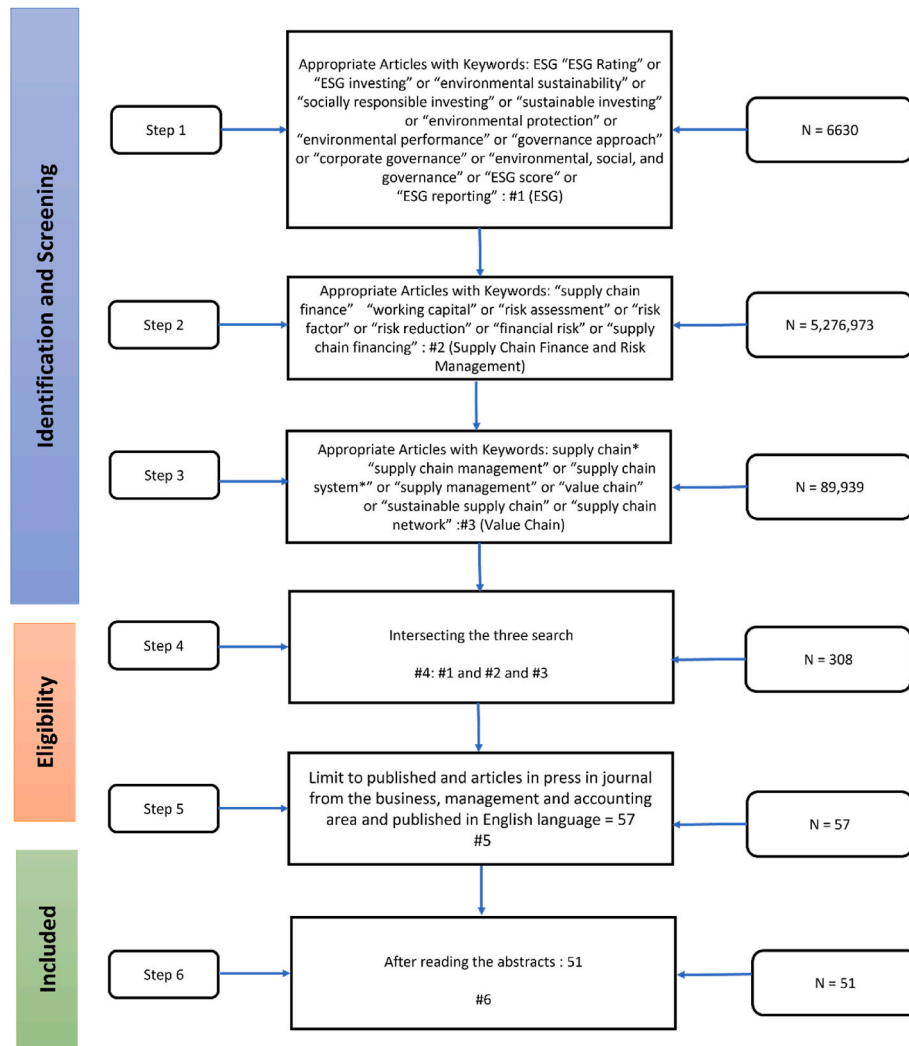 Identification and Screening
Step 1
Appropriate Articles with Keywords: ESG “ESG Rating” or
“ESG investing” or “environmental sustainability” or
“socially responsible investing” or “sustainable investing”
or “environmental protection” or
“environmental performance” or “governance approach”
or “corporate governance” or “environmental, social, and
governance” or “ESG score“ or
“ESG reporting” : #1 (ESG)
N = 6630
Step 2
Appropriate Articles with Keywords: “supply chain
finance” “working capital” or “risk assessment” or “risk
factor” or “risk reduction” or “financial risk” or “supply
chain financing” : #2 (Supply Chain Finance and Risk
Management)
N = 5,276,973
Step 3
Appropriate Articles with Keywords: supply chain*
“supply chain management” or “supply chain
system*” or “supply management” or “value chain”
or “sustainable supply chain” or “supply chain
network” :#3 (Value Chain)
N = 89,939
Eligibility
Step 4
Intersecting the three search
#4: #1 and #2 and #3
N = 308
Step 5
Limit to published and articles in press in journal
from the business, management and accounting
area and published in English language = 57
#5
N = 57
Included
Step 6
After reading the abstracts : 51
#6
N = 51